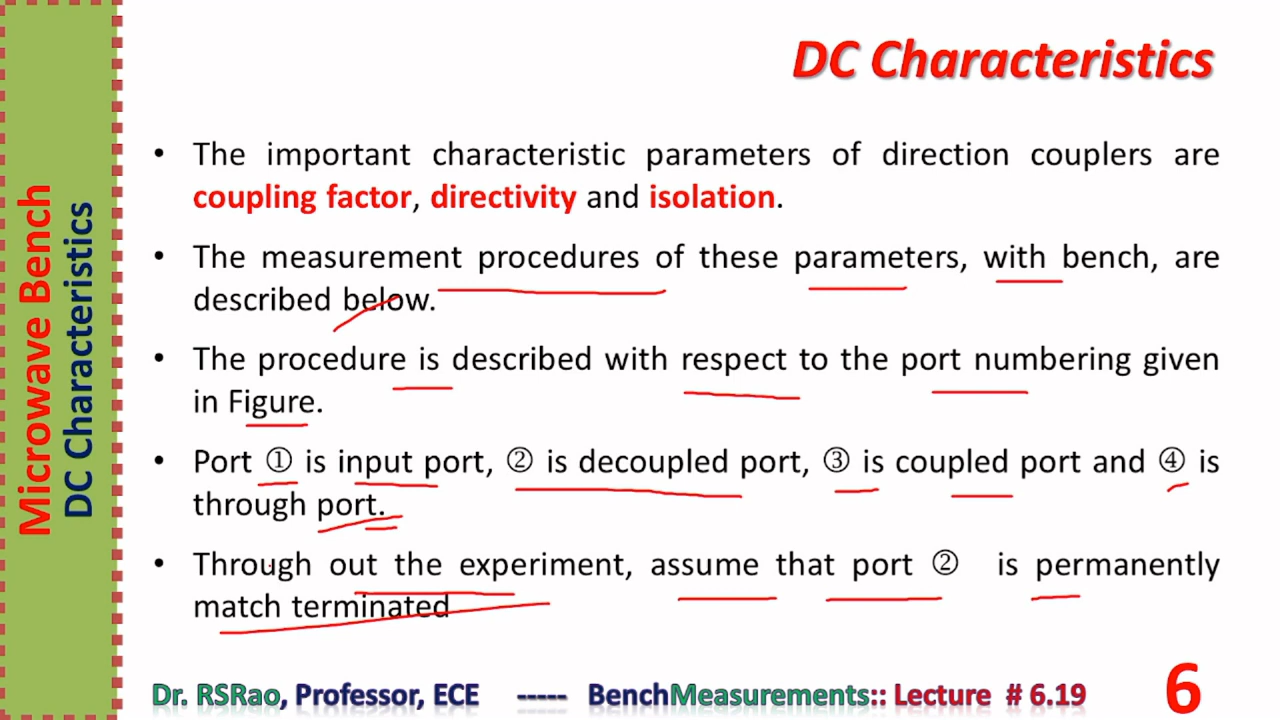 DC Characteristics
• The important characteristic parameters of direction couplers are
coupling factor, directivity and isolation.
• The measurement procedures of these parameters, with bench, are
described below.
• The procedure is described with respect to the port numbering given
in Figure.
• Port ① is input port, ② is decoupled port, ③ is coupled port and ④ is
through port.
• Through out the experiment, assume that port ② is permanently
match terminated
Microwave Bench
DC Characteristics
Dr. RSRao, Professor, ECE ----- BenchMeasurements:: Lecture # 6.19
6